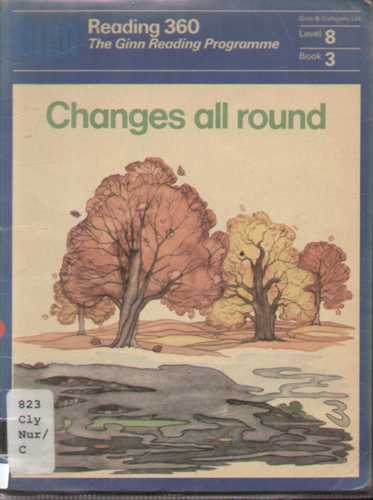 Reading 360
The Ginn Reading Programme
Ginn & Company Ltd
Level 8
Book 3
Changes all round
823
Cly
Nur/
C